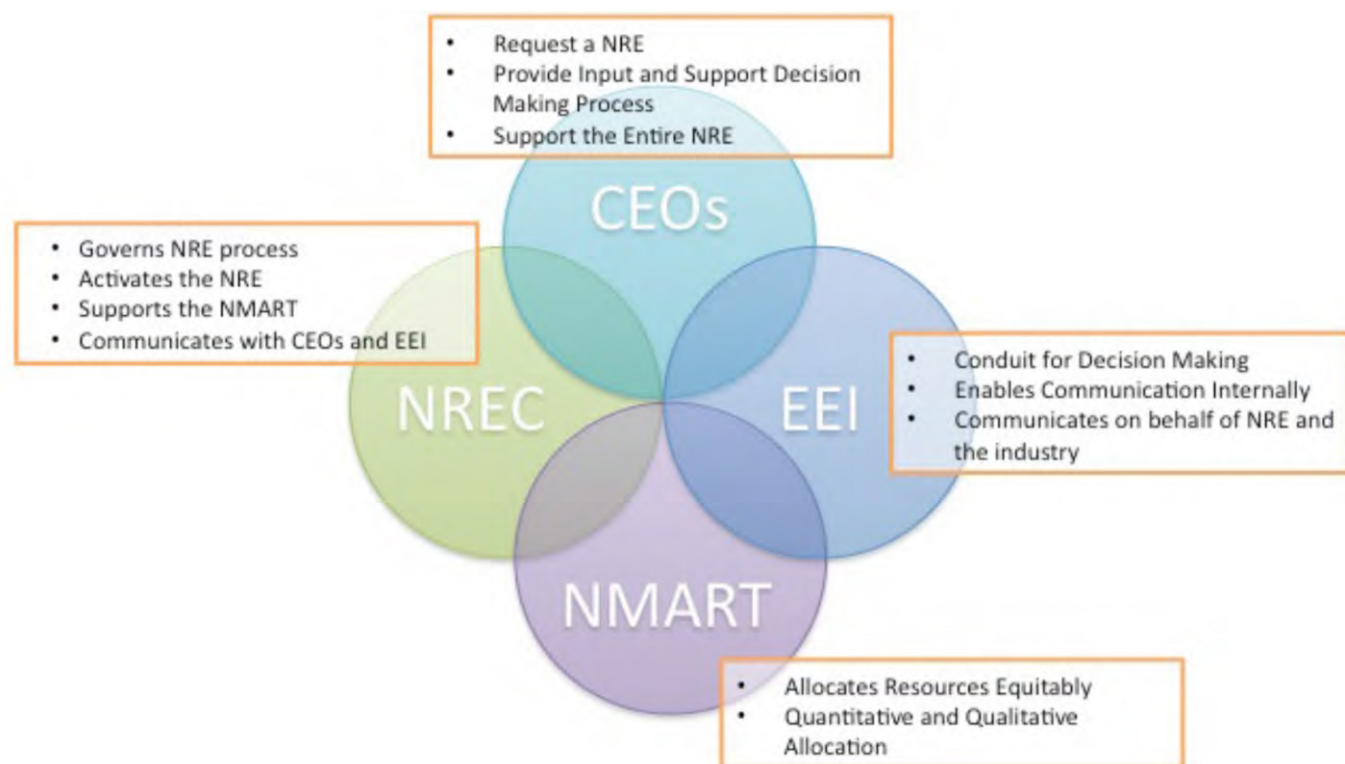 • Request a NRE
• Provide Input and Support Decision
Making Process
• Support the Entire NRE
CEOs
• Governs NRE process
• Activates the NRE
• Supports the NMART
• Communicates with CEOs and EEI
NREC
EEI
• Conduit for Decision Making
• Enables Communication Internally
• Communicates on behalf of NRE and
the industry
NMART
• Allocates Resources Equitably
• Quantitative and Qualitative
Allocation